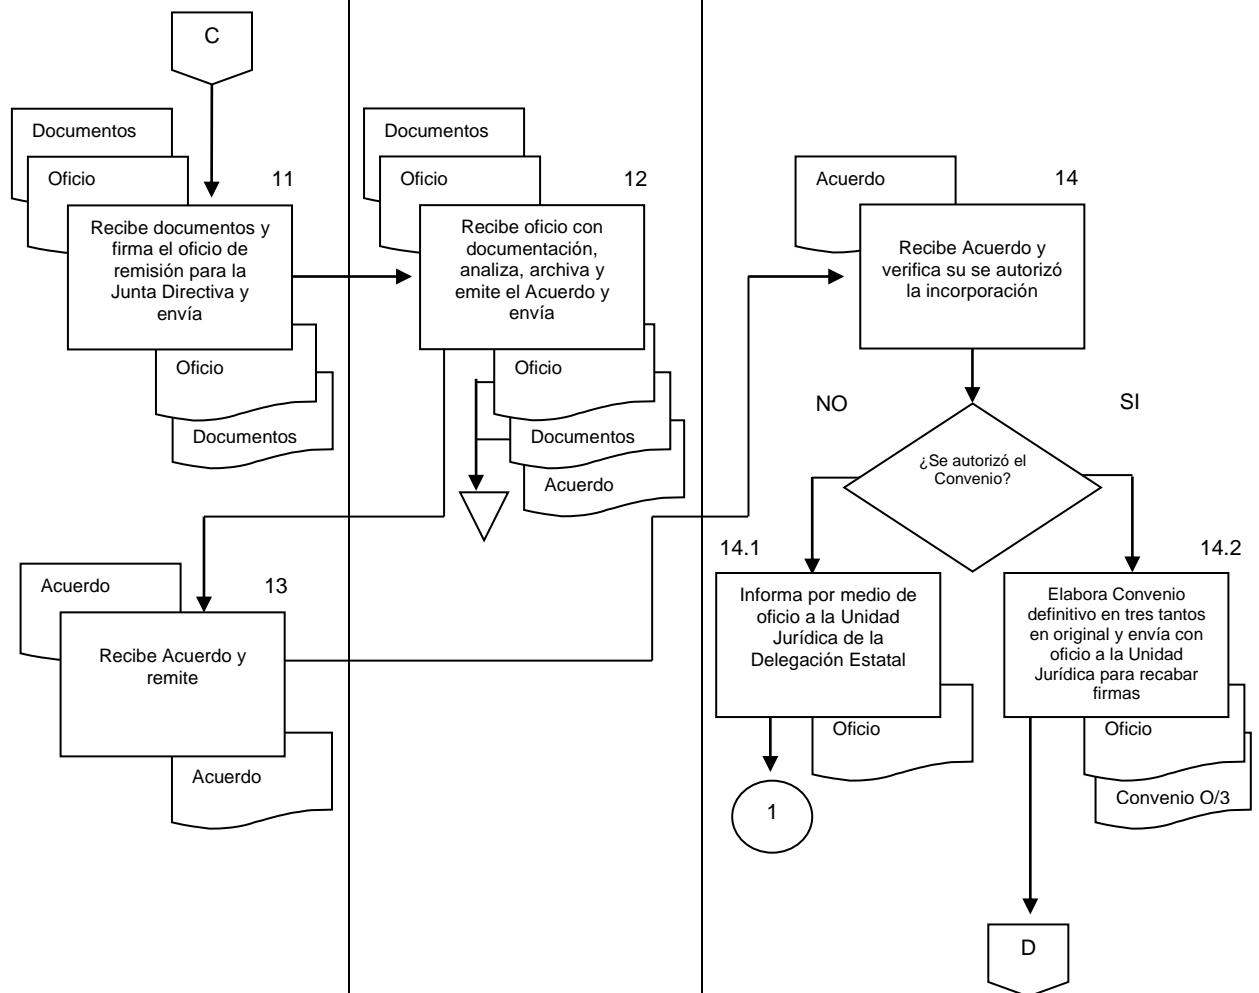 C
Documentos
Oficio
11
Recibe documentos y
firma el oficio de
remisión para la
Junta Directiva y
envía
Oficio
Documentos
Documentos
Oficio
12
Recibe oficio con
documentación,
analiza, archiva y
emite el Acuerdo y
envía
Oficio
Documentos
Acuerdo
Acuerdo
13
Recibe Acuerdo y
remite
Acuerdo
Acuerdo
14
Recibe Acuerdo y
verifica su se autorizó
la incorporación
NO
SI
¿Se autorizó el
Convenio?
14.1
Informa por medio de
oficio a la Unidad
Jurídica de la
Delegación Estatal
Oficio
1
14.2
Elabora Convenio
definitivo en tres tantos
en original y envía con
oficio a la Unidad
Jurídica para recabar
firmas
Oficio
Convenio O/3
D